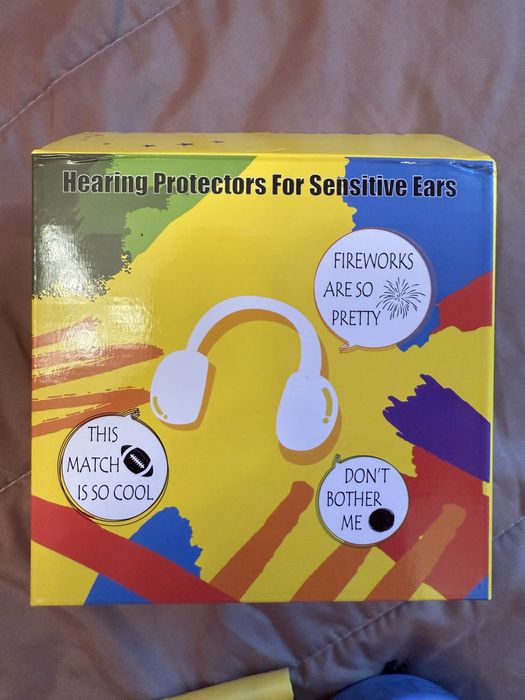 Hearing Protectors For Sensitive Ears
FIREWORKS
ARE SO
PRETTY
THIS
MATCH
IS SO COOL
DON'T
BOTHER
ME